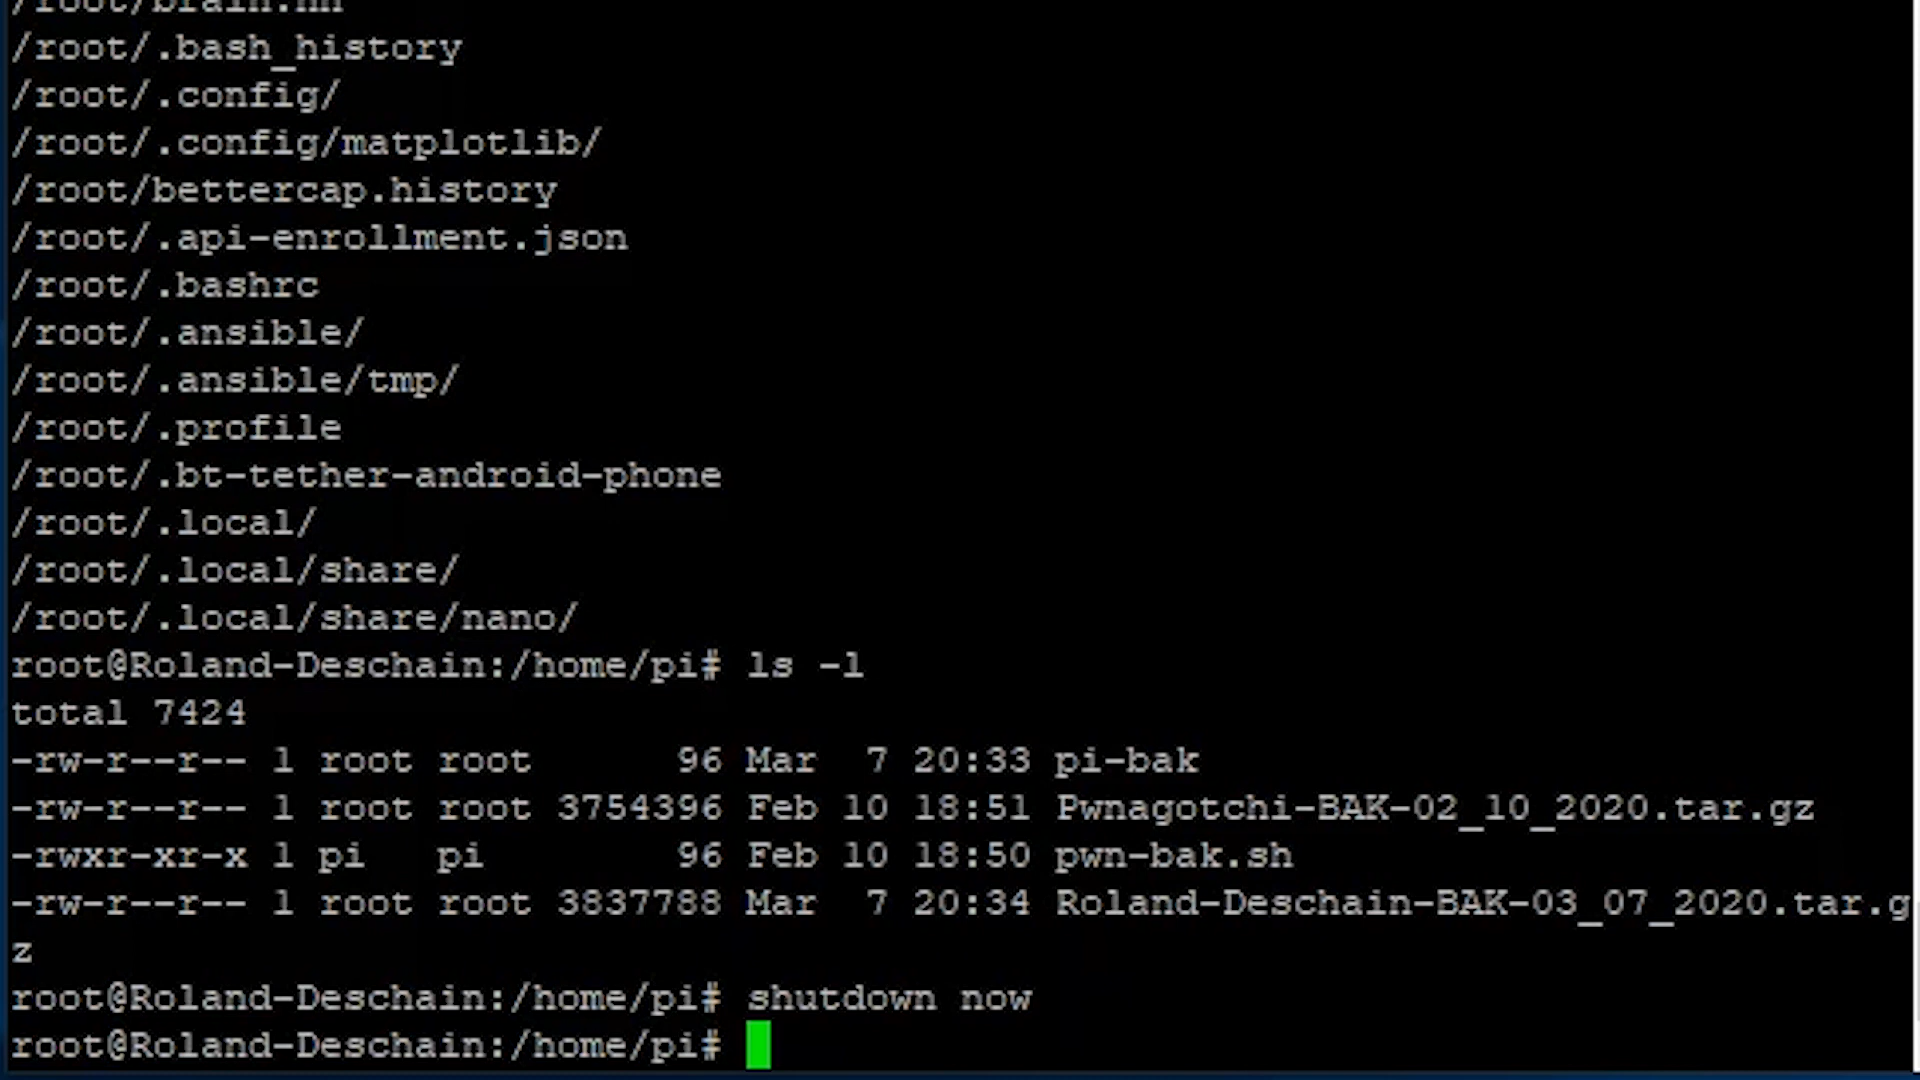 /root/brain.nn
/root/.bash_history
/root/.config/
/root/.config/matplotlib/
/root/bettercap.history
/root/.api-enrollment.json
/root/.bashrc
/root/.ansible/
/root/.ansible/tmp/
/root/.profile
/root/.bt-tether-android-phone
/root/.local/
/root/.local/share/
/root/.local/share/nano/
root@Roland-Deschain:/home/pi# ls -l
total 7424
-rw-r--r-- 1 root root      96 Mar  7 20:33 pi-bak
-rw-r--r-- 1 root root 3754396 Feb 10 18:51 Pwnagotchi-BAK-02_10_2020.tar.gz
-rwxr-xr-x 1 pi   pi        96 Feb 10 18:50 pwn-bak.sh
-rw-r--r-- 1 root root 3837788 Mar  7 20:34 Roland-Deschain-BAK-03_07_2020.tar.g
z
root@Roland-Deschain:/home/pi# shutdown now
root@Roland-Deschain:/home/pi#